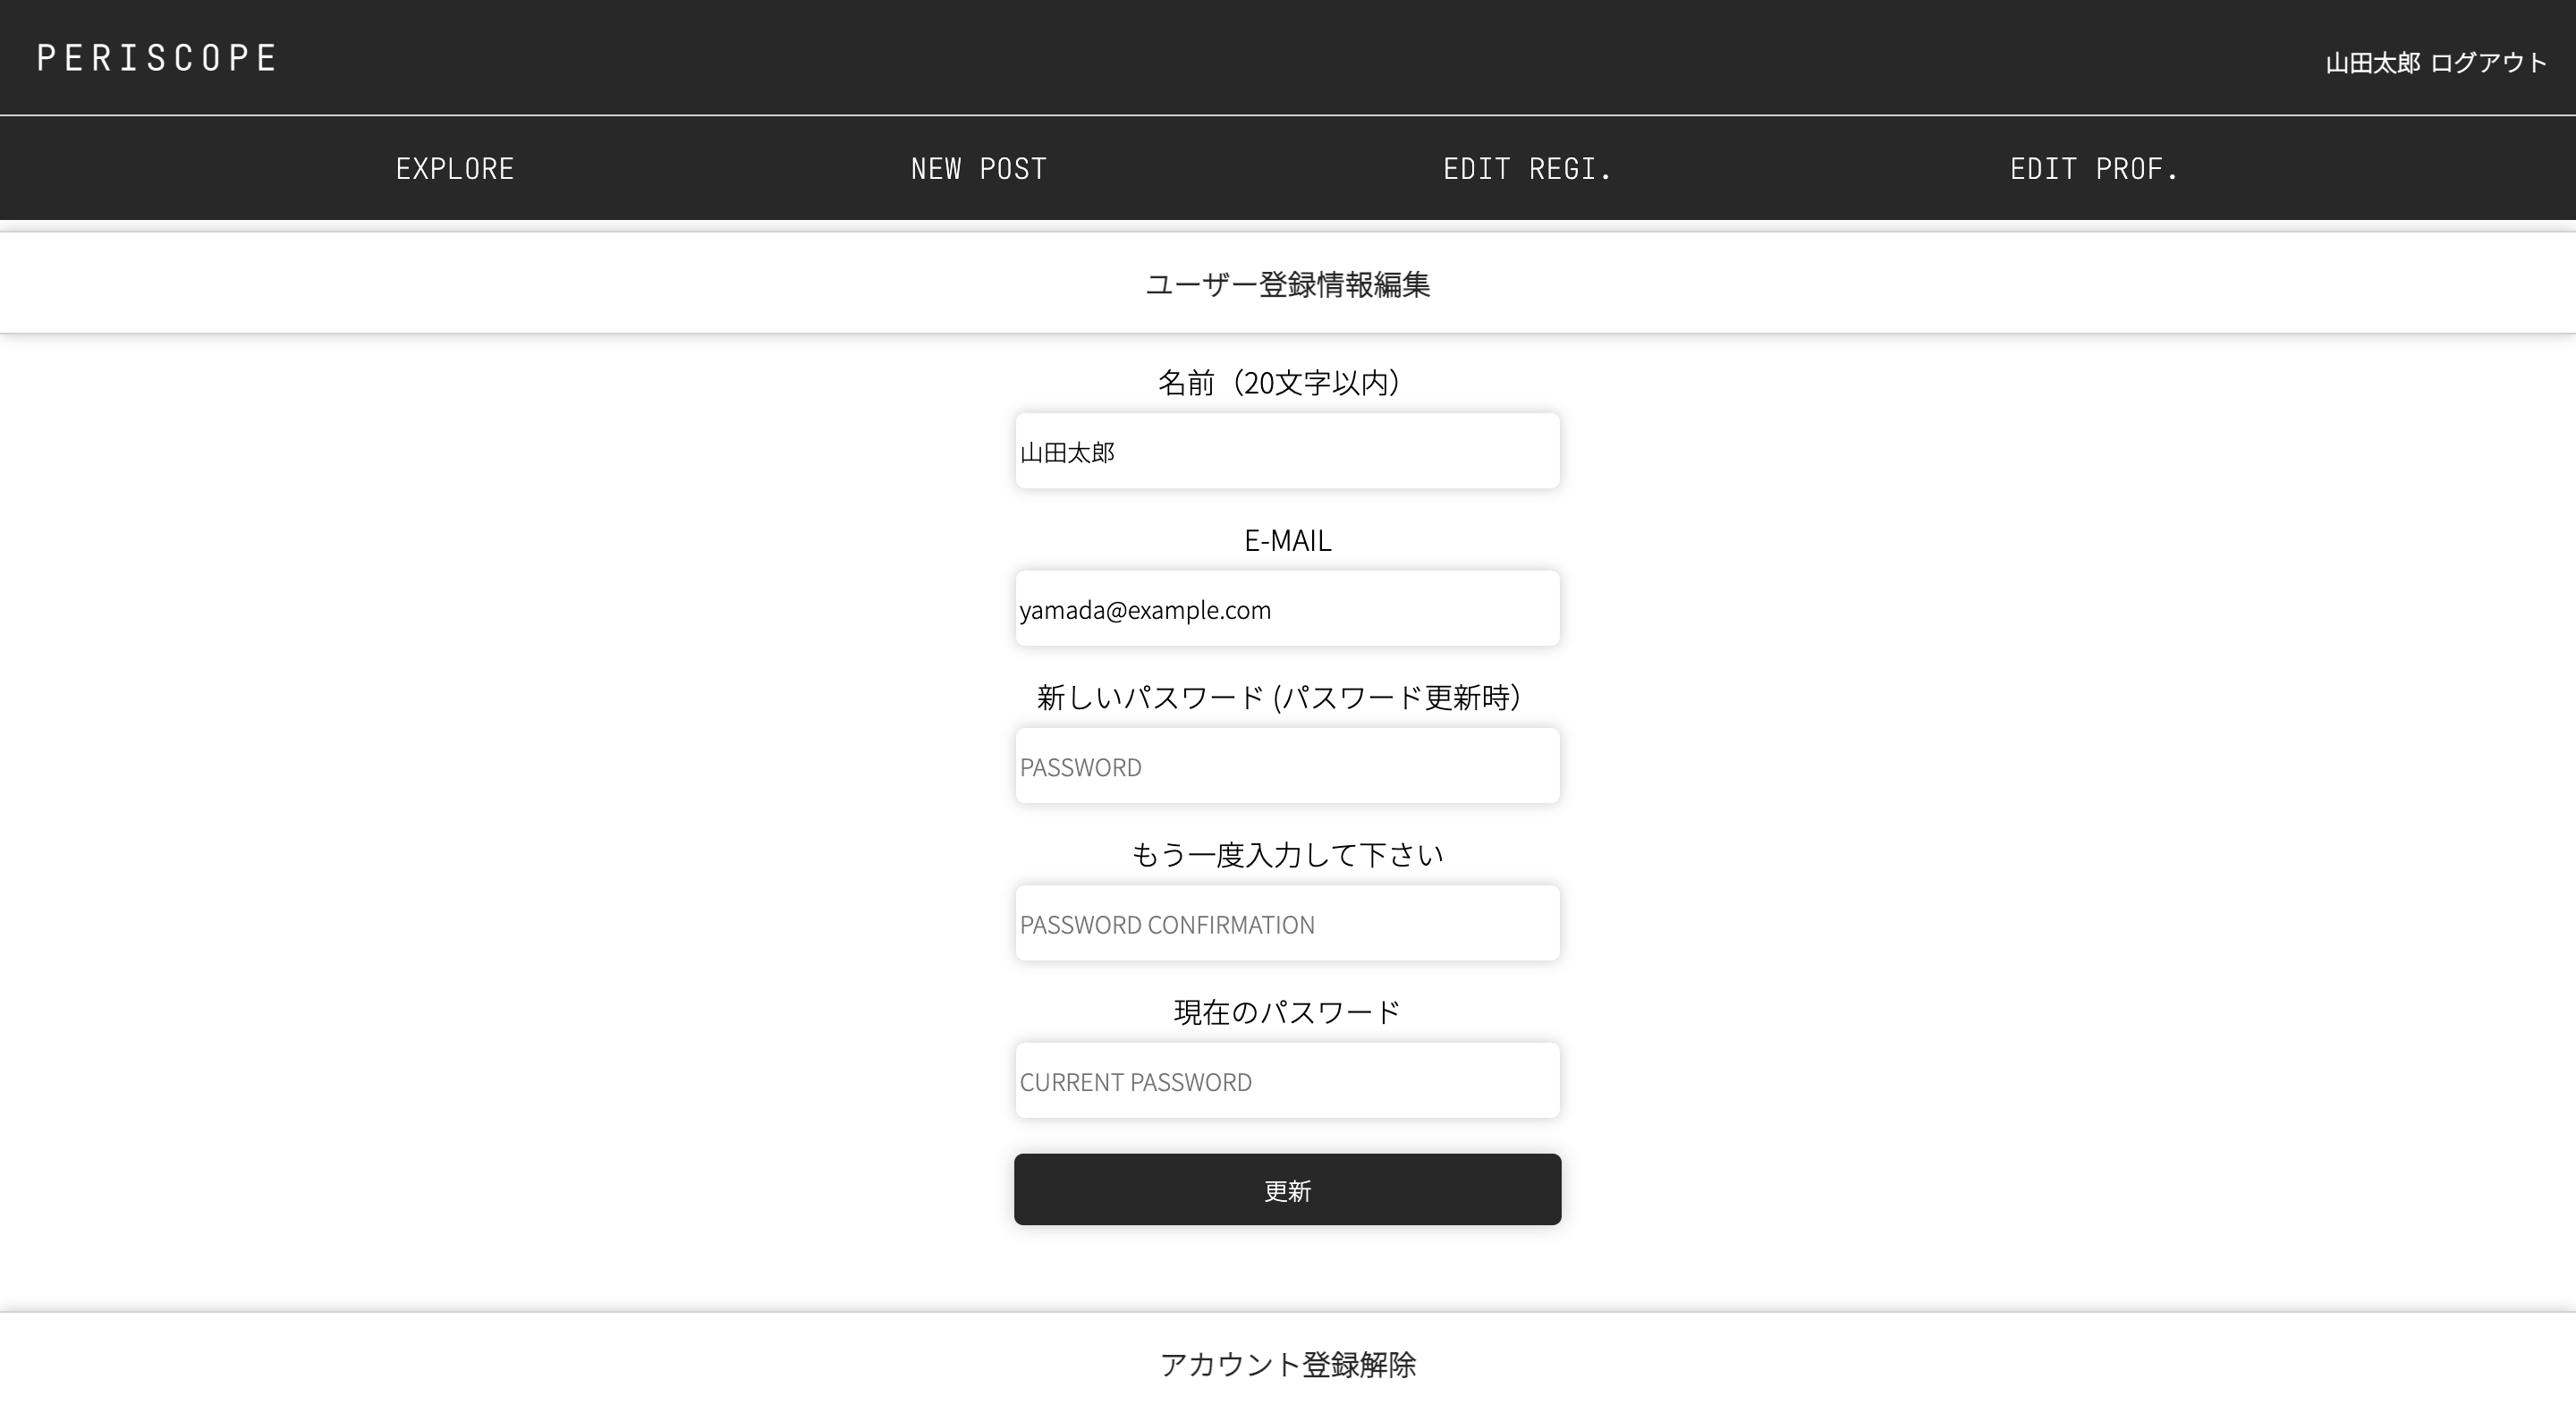 PERISCOPE
山田太郎 ログアウト
EXPLORE NEW POST EDIT REGI. EDIT PROF.
ユーザー登録情報編集
名前（20文字以内）
山田太郎
E-MAIL
yamada@example.com
新しいパスワード (パスワード更新時）
PASSWORD
もう一度入力して下さい
PASSWORD CONFIRMATION
現在のパスワード
CURRENT PASSWORD
更新
アカウント登録解除